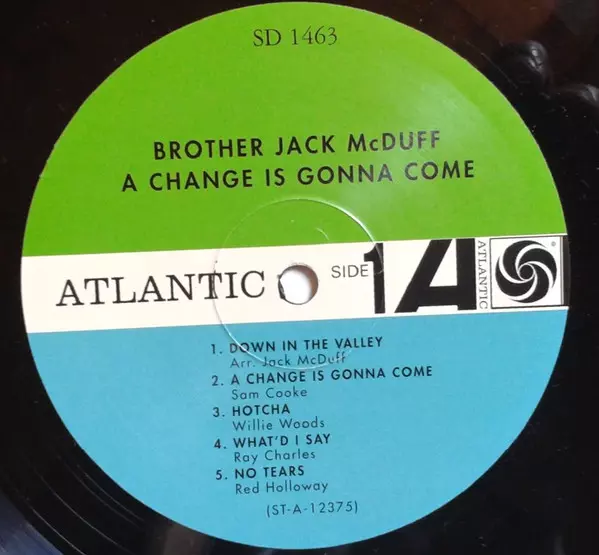 SD 1463
BROTHER JACK McDUFF
A CHANGE IS GONNA COME
ATLANTIC
SIDE 1
ATLANTIC
1. DOWN IN THE VALLEY
Arr. Jack McDuff
2. A CHANGE IS GONNA COME
Sam Cooke
3. HOTCHA
Willie Woods
4. WHAT'D I SAY
Ray Charles
5. NO TEARS
Red Holloway
(ST-A-12375)